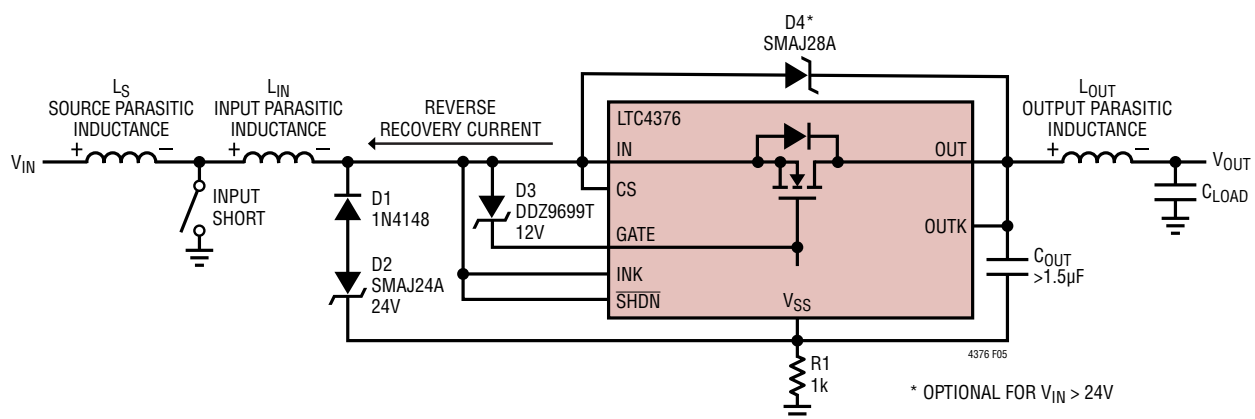 D4*
SMAJ28A
LS
SOURCE PARASITIC
INDUCTANCE
+
−
LIN
INPUT PARASITIC
INDUCTANCE
+
−
REVERSE
RECOVERY CURRENT
LOUT
OUTPUT PARASITIC
INDUCTANCE
+
−
VIN
VOUT
LTC4376
IN
OUT
CS
INPUT
SHORT
D1
1N4148
D3
DDZ9699T
12V
CLOAD
GATE
OUTK
D2
SMAJ24A
24V
INK
SHDN
VSS
COUT
>1.5µF
4376 F05
R1
1k
* OPTIONAL FOR VIN > 24V